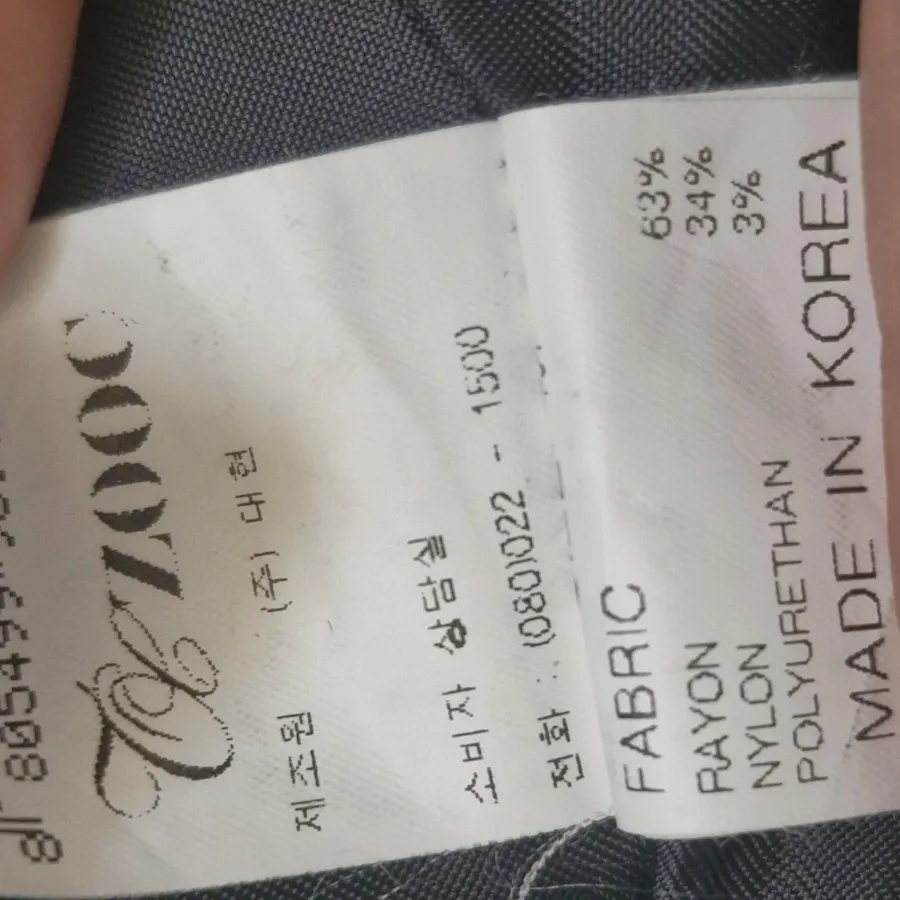 ZOOC
제조원 (주) 대현
소비자 상담실
전화 : (080)022 - 1500
FABRIC
RAYON 63%
NYLON 34%
POLYURETHAN 3%
MADE IN KOREA